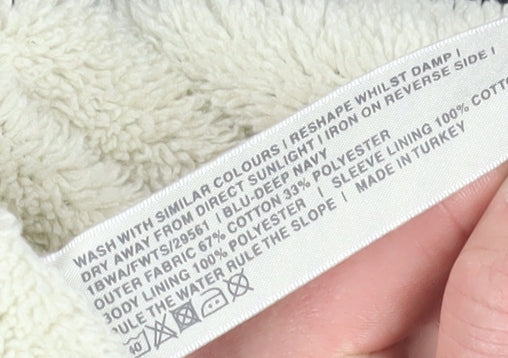 WASH WITH SIMILAR COLOURS | RESHAPE WHILST DAMP |
DRY AWAY FROM DIRECT SUNLIGHT | IRON ON REVERSE SIDE |
1BWA/FWTS/29561 | BLU-DEEP NAVY
OUTER FABRIC 67% COTTON 33% POLYESTER
BODY LINING 100% POLYESTER | SLEEVE LINING 100% COTTO
RULE THE WATER RULE THE SLOPE | MADE IN TURKEY
40